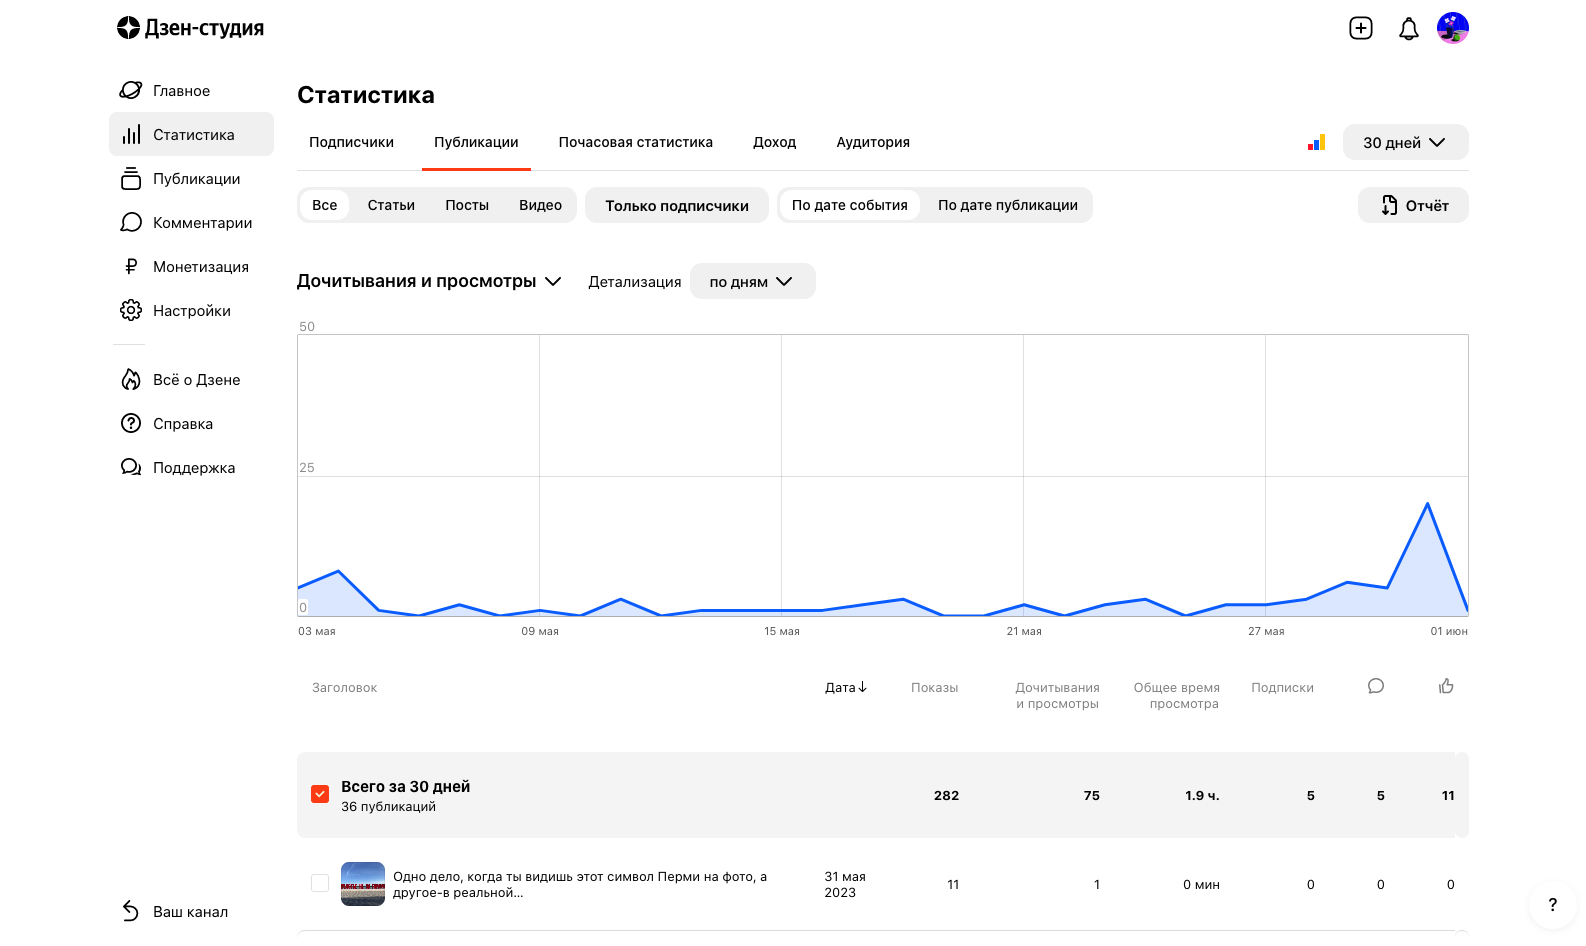 Дзен-студия
Главное
Статистика
Публикации
Комментарии
Монетизация
Настройки
Всё о Дзене
Справка
Поддержка
Ваш канал
Статистика
Подписчики Публикации Почасовая статистика Доход Аудитория 30 дней
Все Статьи Посты Видео Только подписчики По дате события По дате публикации Отчёт
Дочитывания и просмотры Детализация по дням
50
25
0
03 мая 09 мая 15 мая 21 мая 27 мая 01 июн
Заголовок Дата↓ Показы Дочитывания Общее время Подписки
и просмотры просмотра
Всего за 30 дней
36 публикаций
282 75 1.9 ч. 5 5 11
Одно дело, когда ты видишь этот символ Перми на фото, а
другое-в реальной...
31 мая
2023
11 1 0 мин 0 0 0
?